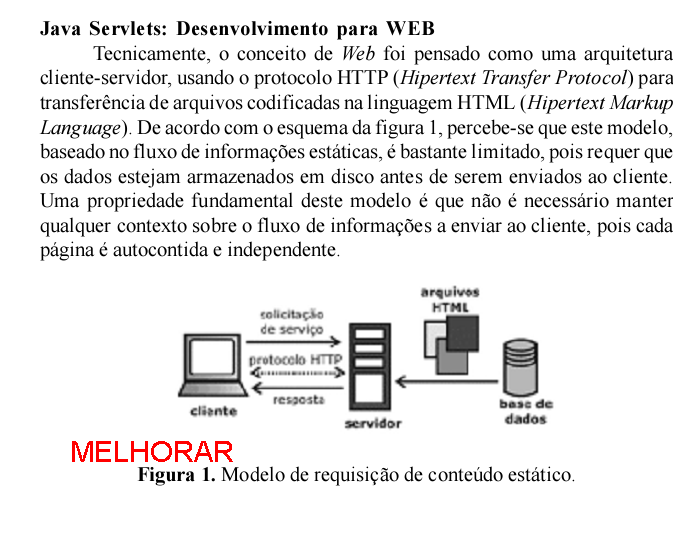 Java Servlets: Desenvolvimento para WEB
Tecnicamente, o conceito de Web foi pensado como uma arquitetura
cliente-servidor, usando o protocolo HTTP (Hipertext Transfer Protocol) para
transferência de arquivos codificadas na linguagem HTML (Hipertext Markup
Language). De acordo com o esquema da figura 1, percebe-se que este modelo,
baseado no fluxo de informações estáticas, é bastante limitado, pois requer que
os dados estejam armazenados em disco antes de serem enviados ao cliente.
Uma propriedade fundamental deste modelo é que não é necessário manter
qualquer contexto sobre o fluxo de informações a enviar ao cliente, pois cada
página é autocontida e independente.
arquivos
HTML
solicitação
de serviço
protocolo HTTP
resposta
cliente
servidor
base de
dados
MELHORAR
Figura 1. Modelo de requisição de conteúdo estático.